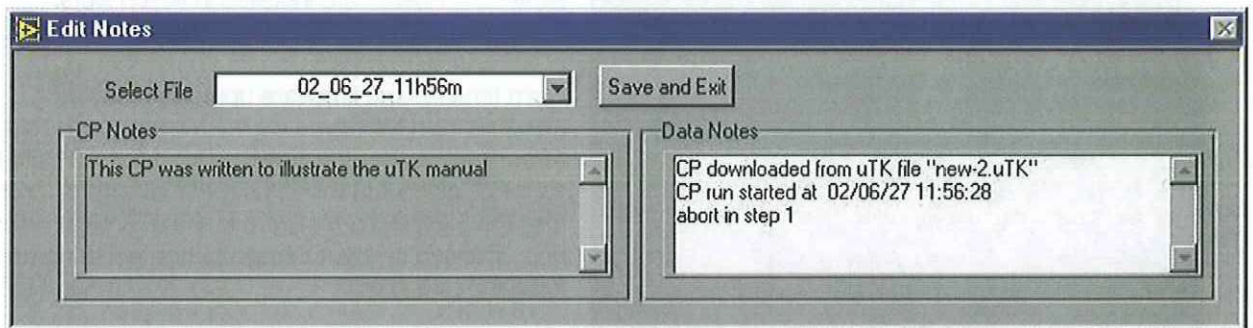 Edit Notes
Select File 02_06_27_11h56m Save and Exit
CP Notes
This CP was written to illustrate the uTK manual
Data Notes
CP downloaded from uTK file "new-2.uTK"
CP run started at 02/06/27 11:56:28
abort in step 1